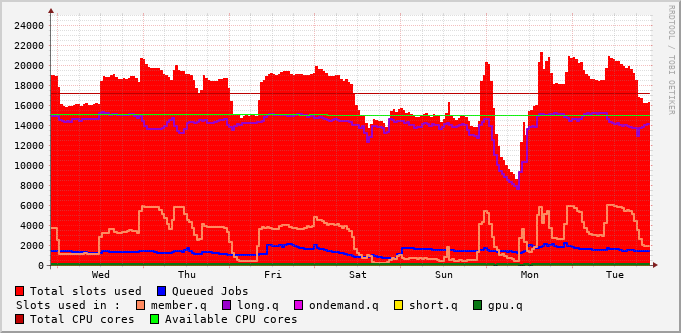 24000
22000
20000
18000
16000
14000
12000
10000
8000
6000
4000
2000
0
Wed Thu Fri Sat Sun Mon Tue
RRDTOOL / TOBI OETIKER
Total slots used Queued Jobs
Slots used in : member.q long.q ondemand.q short.q gpu.q
Total CPU cores Available CPU cores